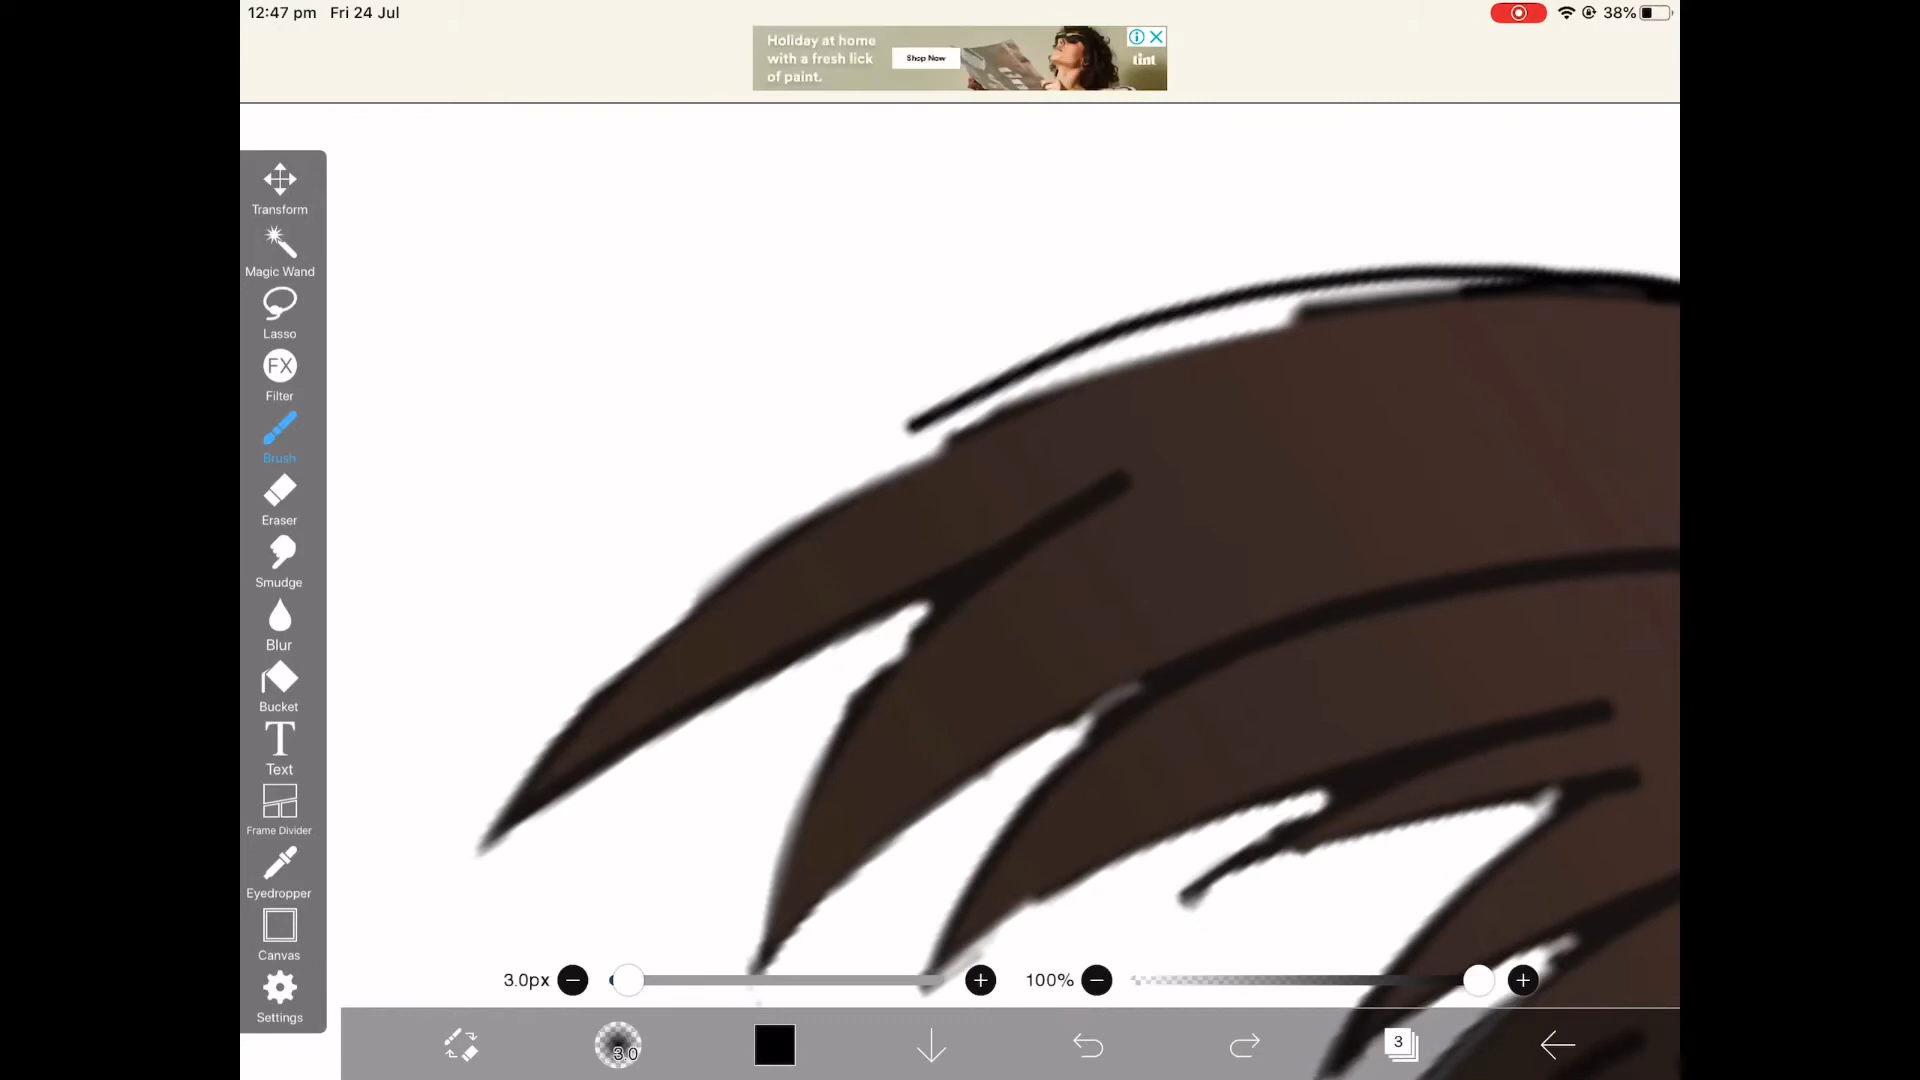 12:47 pm Fri 24 Jul
38%
Holiday at home
with a fresh lick
of paint.
Shop Now
tint
Transform
Magic Wand
Lasso
FX
Filter
Brush
Eraser
Smudge
Blur
Bucket
T
Text
Frame Divider
Eyedropper
Canvas
Settings
3.0px
100%
3.0
3